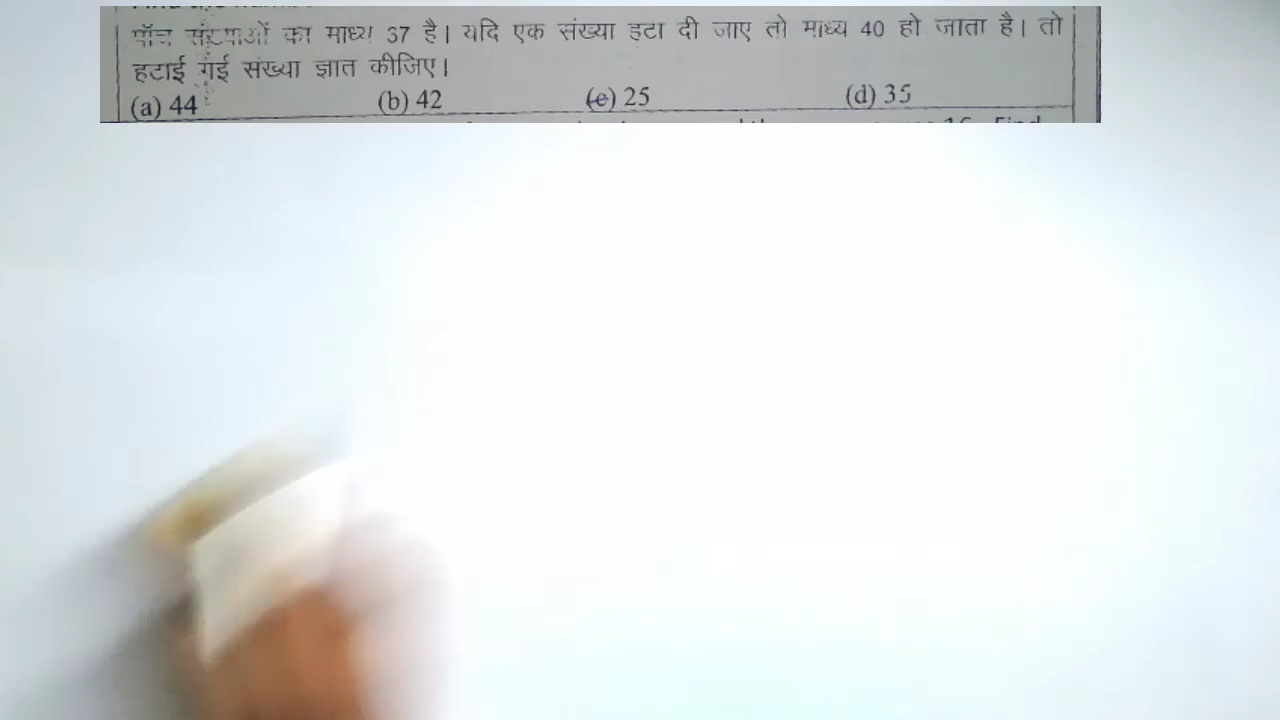 पाँच संख्याओं का माध्य 37 है। यदि एक संख्या हटा दी जाए तो माध्य 40 हो जाता है। तो
हटाई गई संख्या ज्ञात कीजिए।
(a) 44 (b) 42 (c) 25 (d) 35